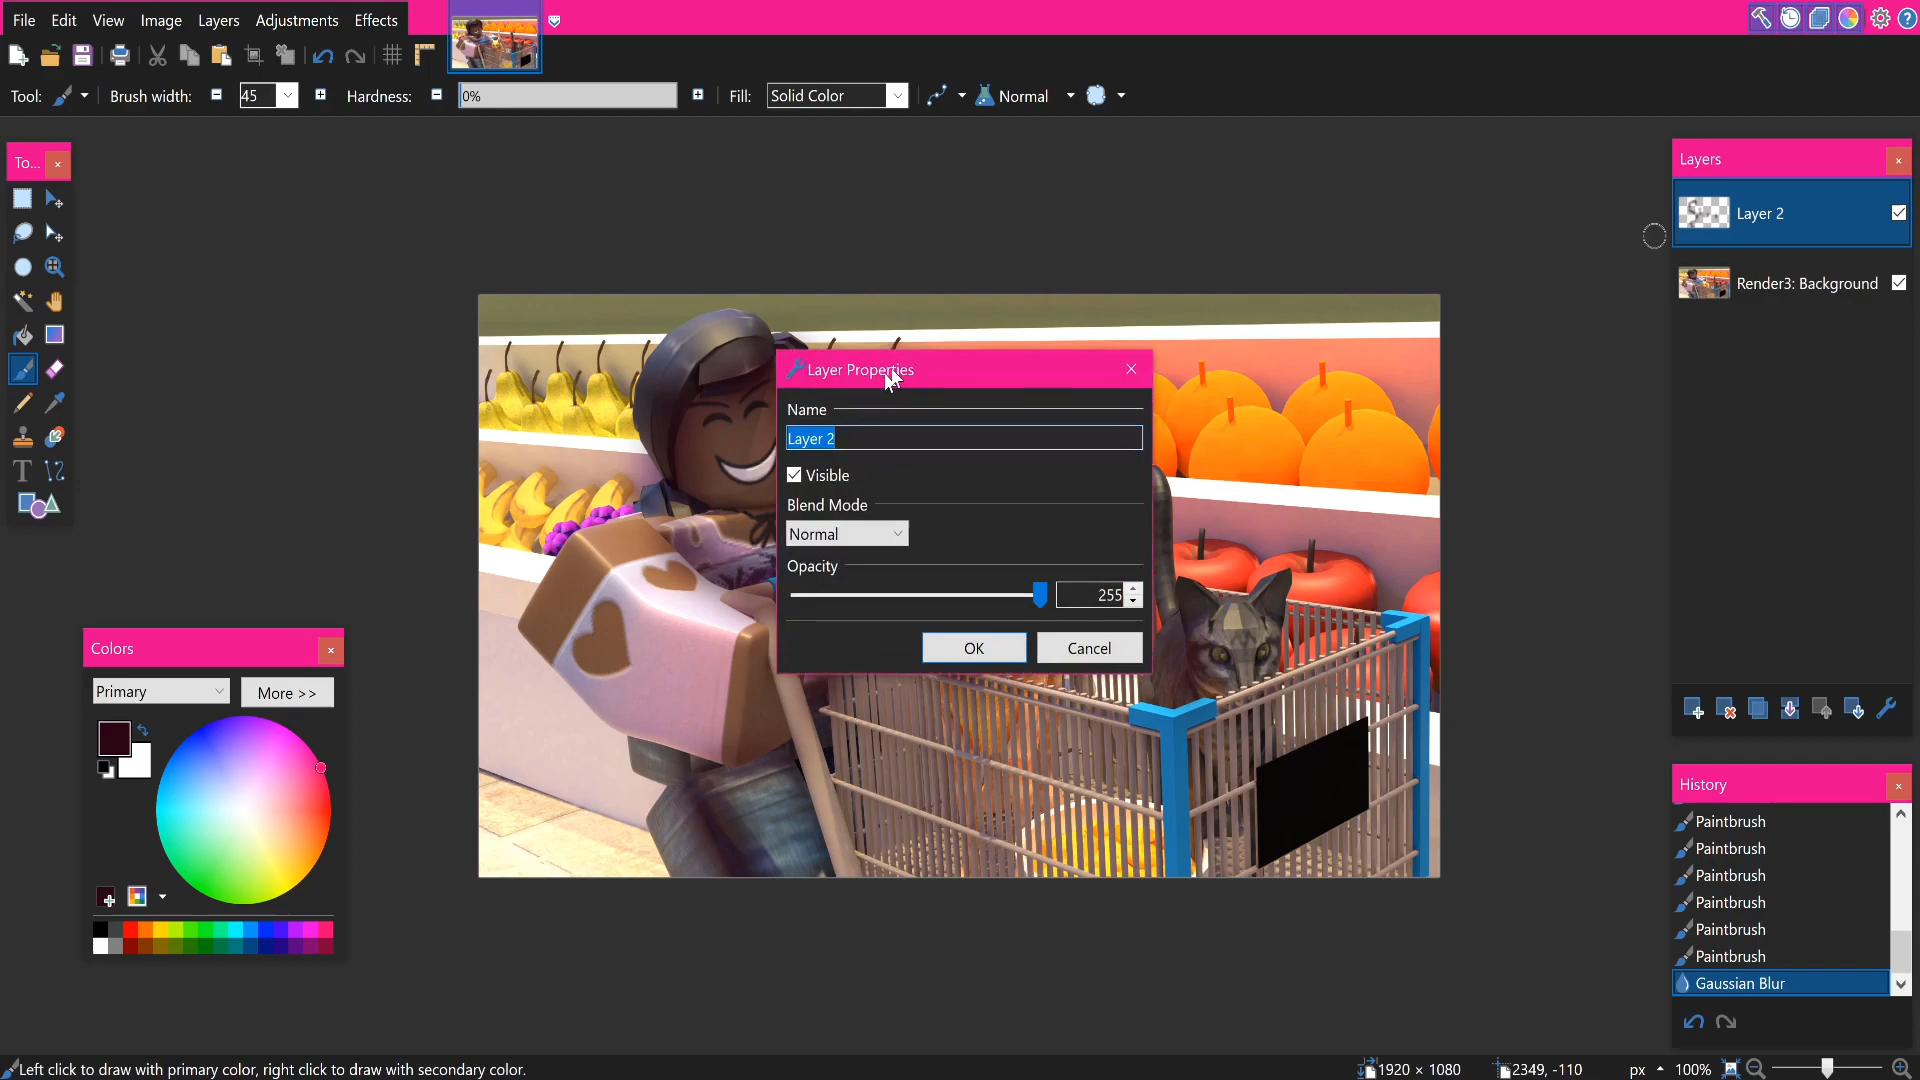 File Edit View Image Layers Adjustments Effects
Tool: Brush width: 45 Hardness: 0% Fill: Solid Color Normal
To...
Layers
Layer 2
Render3: Background
Layer Properties
Name
Layer 2
Visible
Blend Mode
Normal
Opacity
255
OK Cancel
Colors
Primary More >>
History
Paintbrush
Paintbrush
Paintbrush
Paintbrush
Paintbrush
Paintbrush
Gaussian Blur
Left click to draw with primary color, right click to draw with secondary color. 1920 × 1080 2349, -110 px 100%